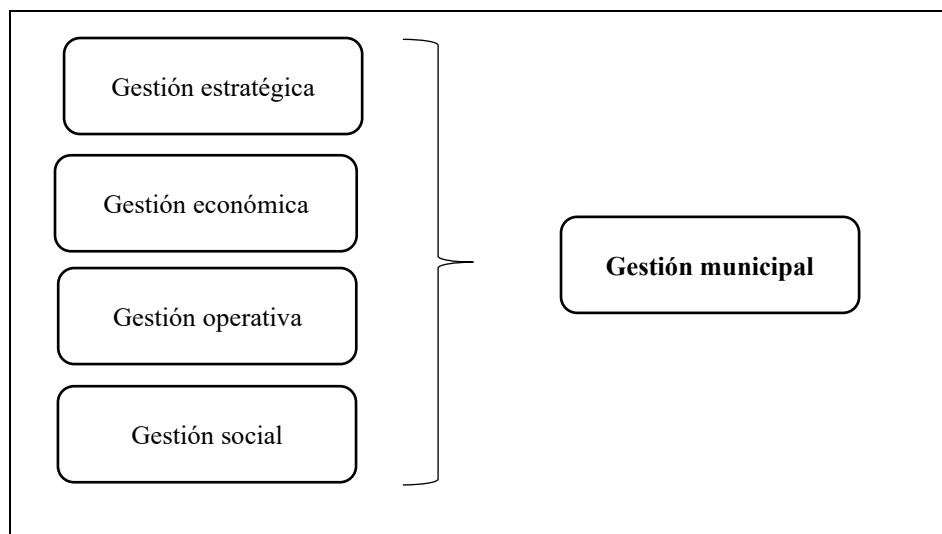 Gestión estratégica
Gestión económica
Gestión operativa
Gestión social
Gestión municipal